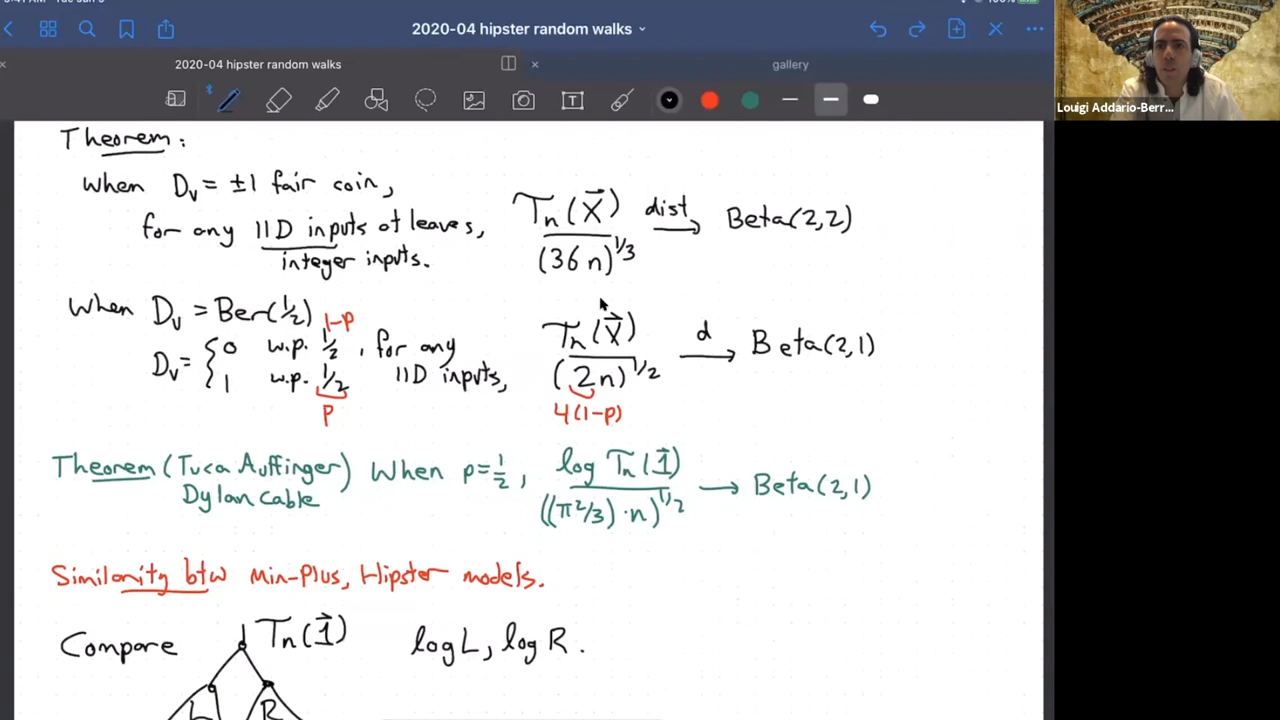 2020-04 hipster random walks
2020-04 hipster random walks
gallery
Louigi Addario-Berr...
Theorem:
When Dᵥ = ±1 fair coin,
for any IID inputs at leaves,
integer inputs.
Tn(X⃗) / (36n)^1/3 dist → Beta(2,2)
When Dᵥ = Ber(1/2)
1-p
Dᵥ = { 0 w.p. 1/2, for any
1 w.p. 1/2 IID inputs,
p
Tn(X⃗) / (2n)^1/2 d → Beta(2,1)
4(1-p)
Theorem (Tuca Auffinger) When p=1/2, log Tn(1⃗) / ((π²/3)·n)^1/2 → Beta(2,1)
Dylan Cable
Similarity btw Min-Plus, Hipster models.
Compare Tn(1⃗) log L, log R.
L R